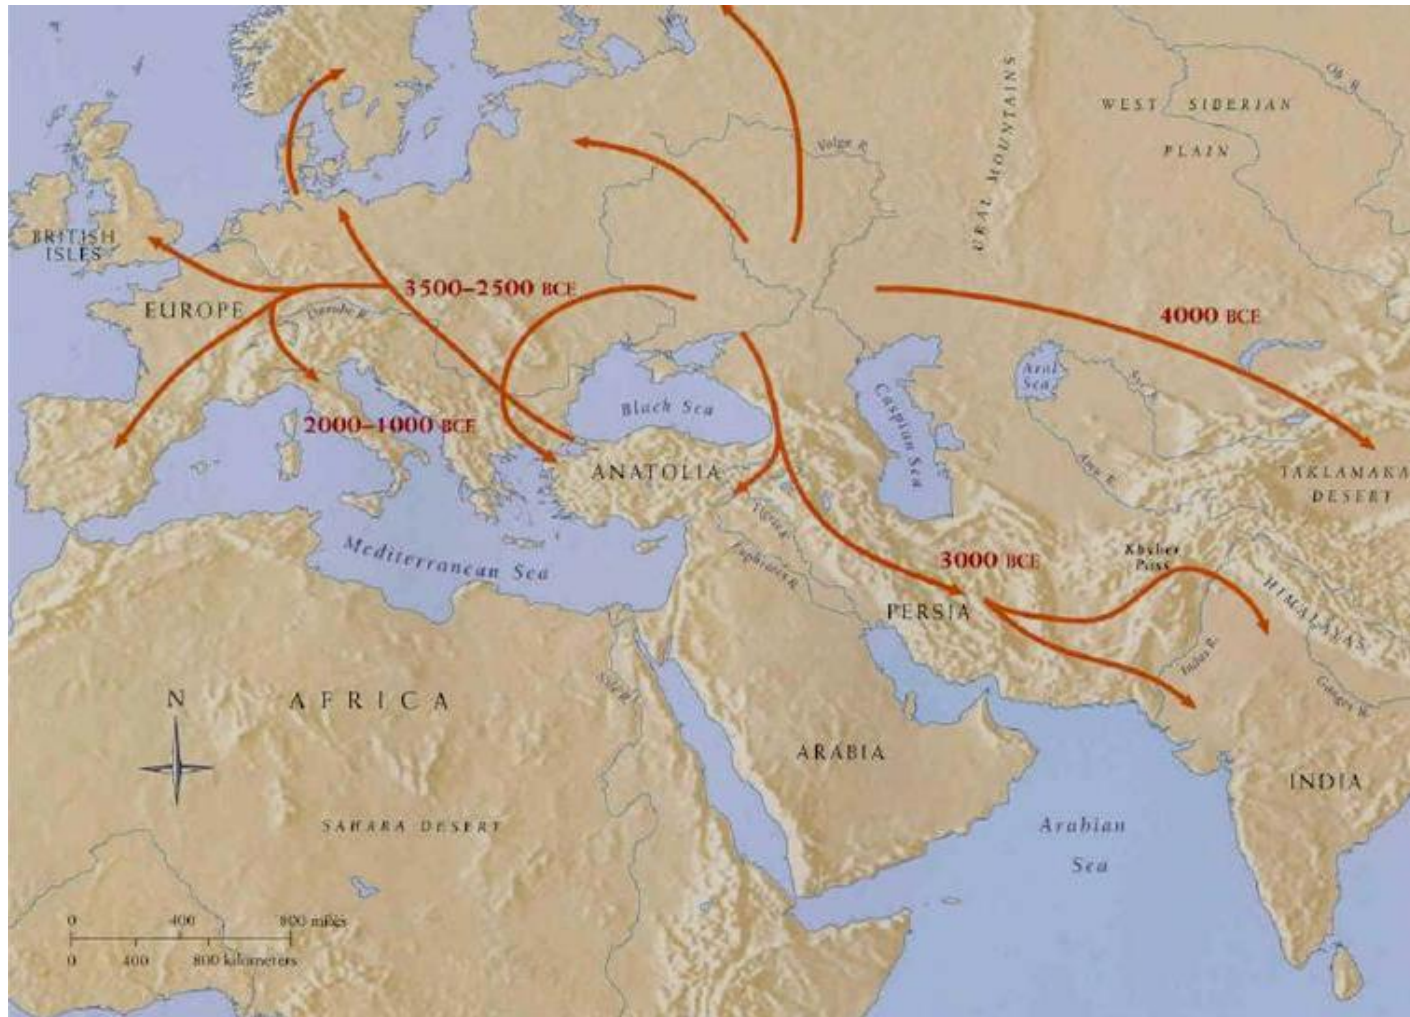 Ob. R.
WEST SIBERIAN
PLAIN
URAL MOUNTAINS
Volga R.
BRITISH
ISLES
EUROPE
3500–2500 BCE
Danube R.
4000 BCE
Aral
Sea
Black Sea
Caspian Sea
2000–1000 BCE
ANATOLIA
TAKLAMAKA
DESERT
Tigris R.
Euphrates R.
Mediterranean Sea
3000 BCE
Khyber
Pass
HIMALAYAS
PERSIA
Indus R.
Ganges R.
N
AFRICA
ARABIA
INDIA
SAHARA DESERT
Arabian
Sea
0 400 800 miles
0 400 800 kilometers